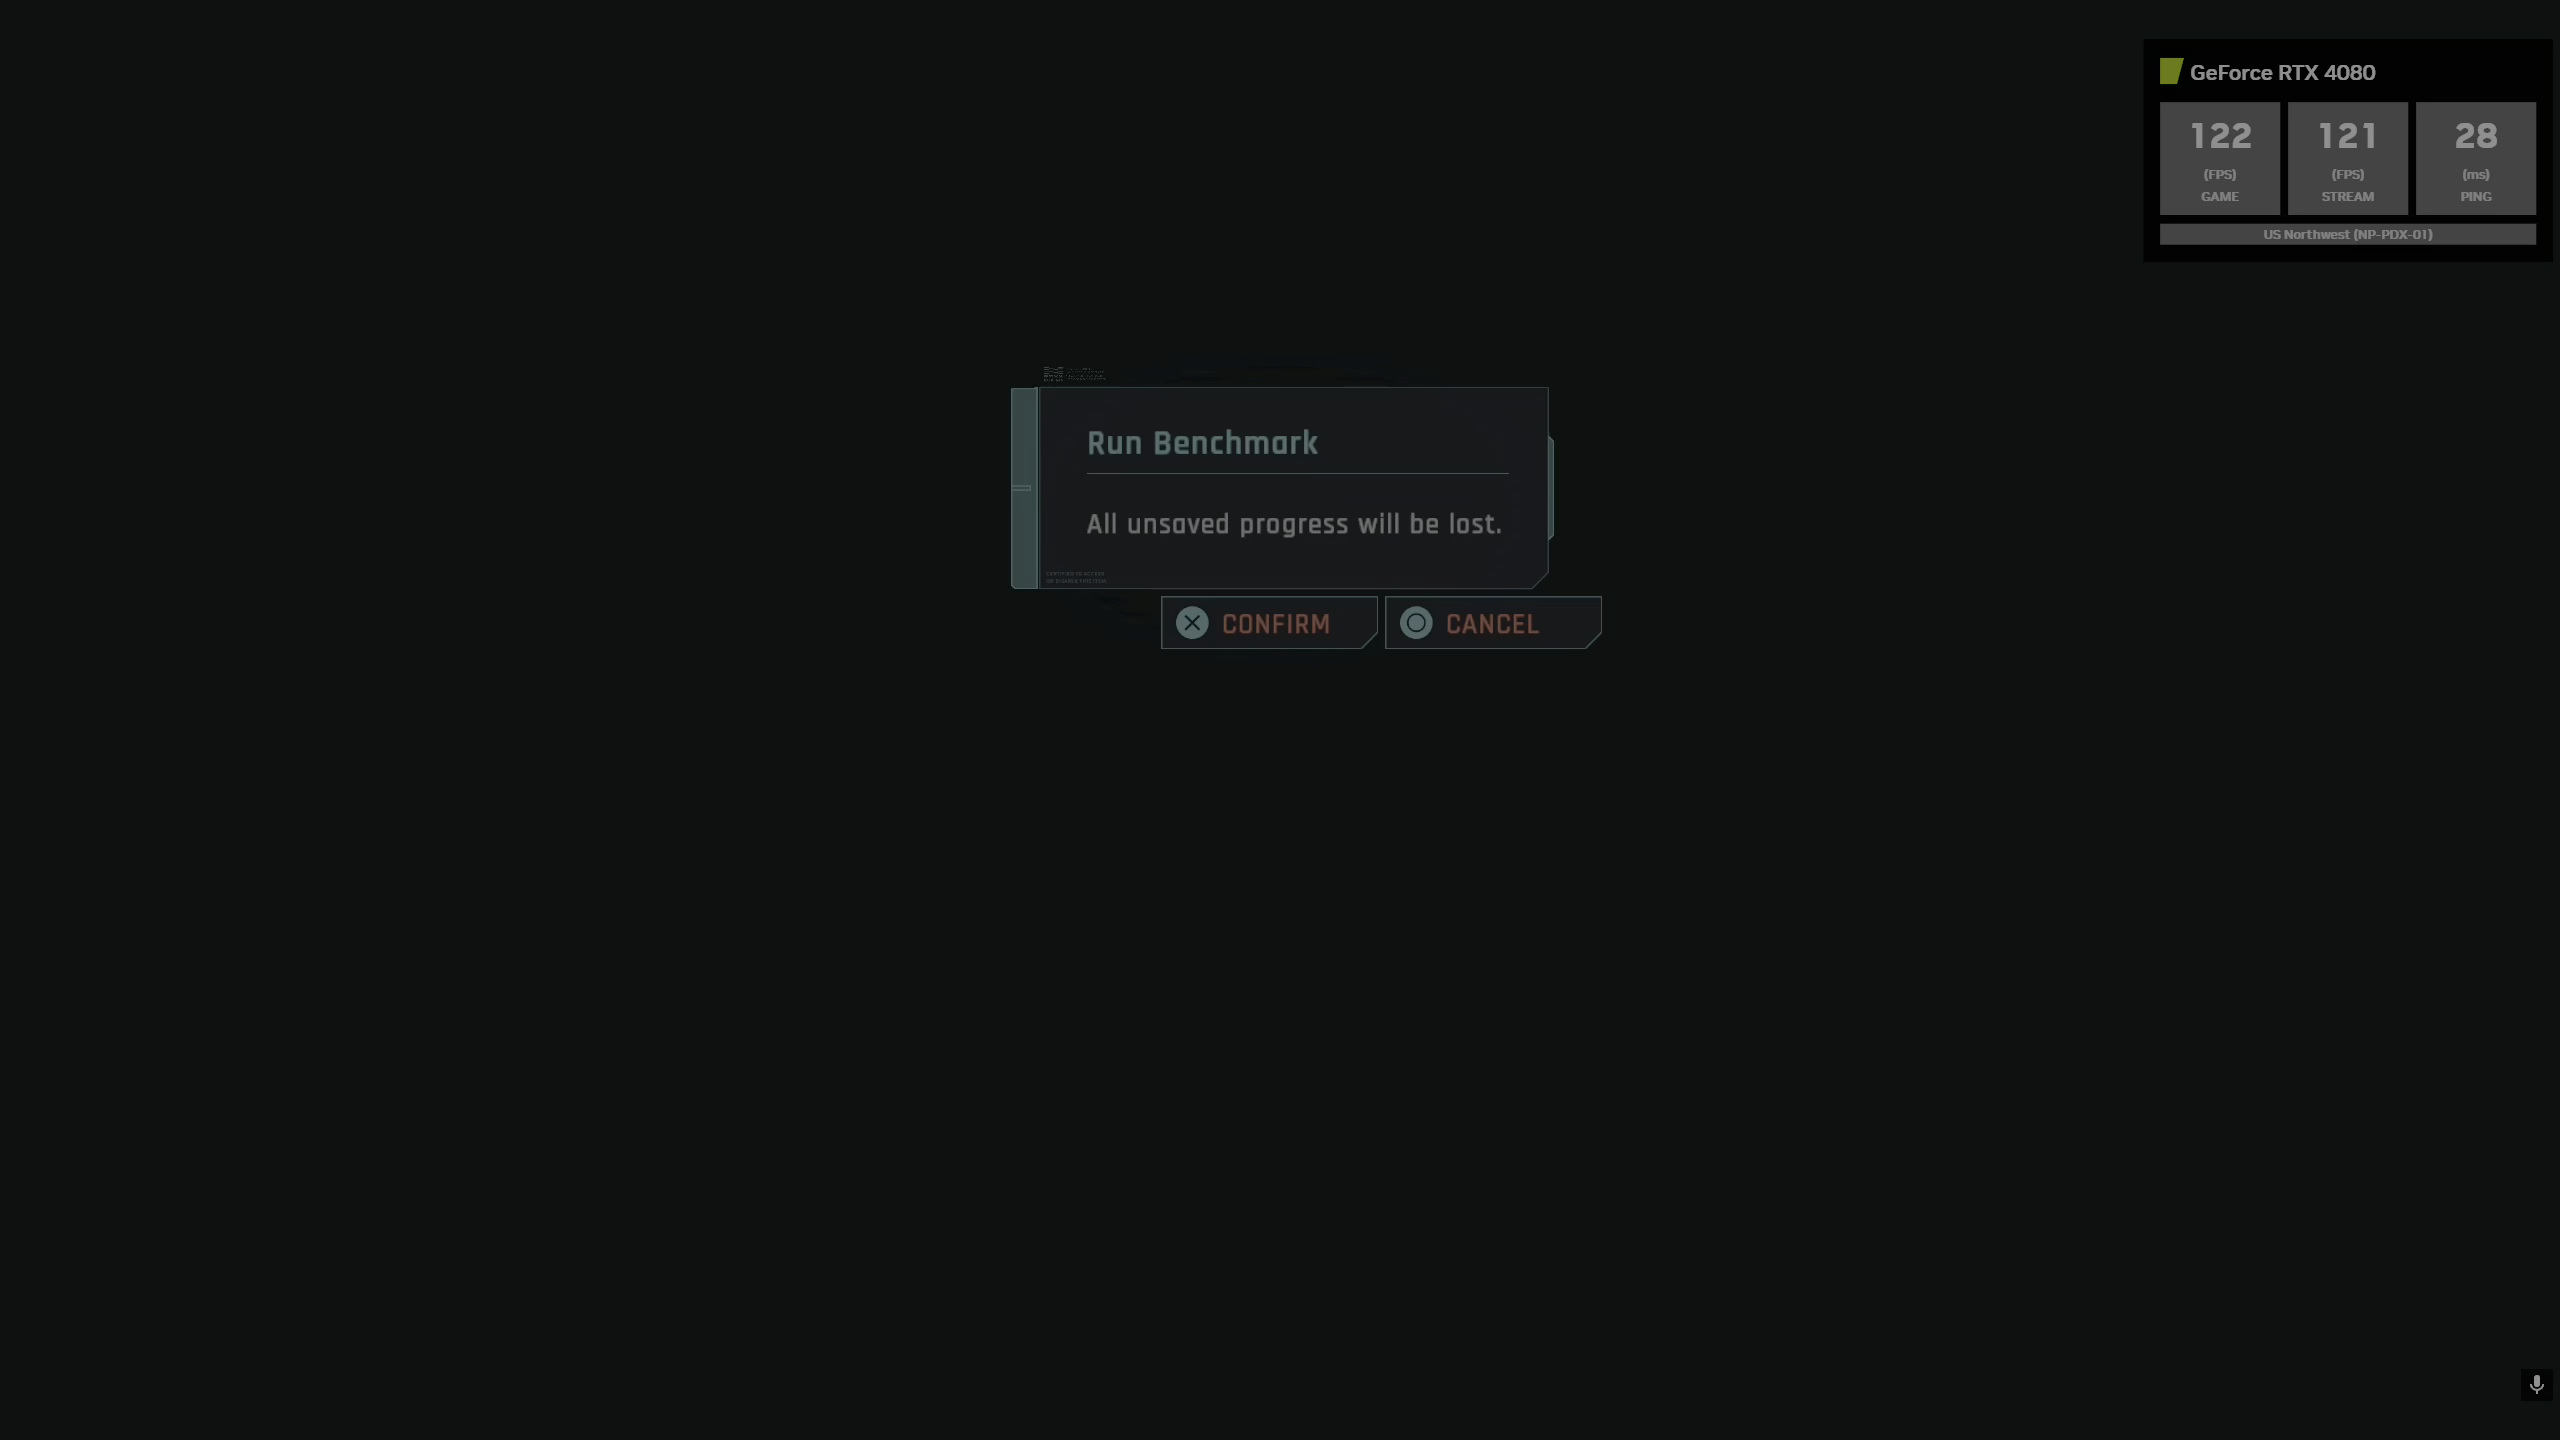 GeForce RTX 4080
122 121 28
(FPS) (FPS) (ms)
GAME STREAM PING
US Northwest (NP-PDX-01)
Run Benchmark
All unsaved progress will be lost.
CONFIRM CANCEL